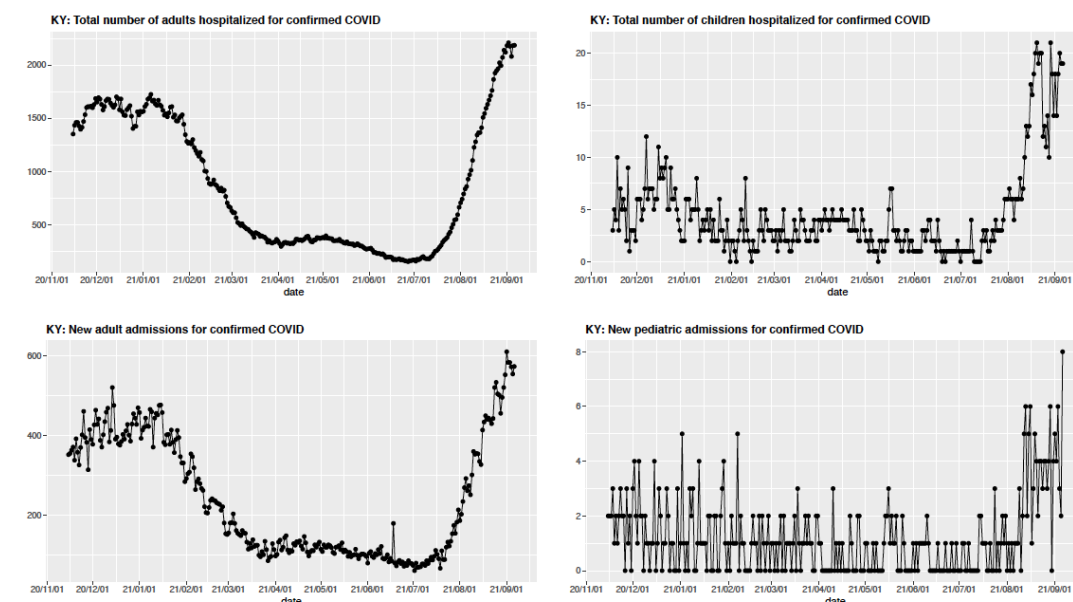 KY: Total number of adults hospitalized for confirmed COVID
2000
1500
1000
500
20/11/01 20/12/01 21/01/01 21/02/01 21/03/01 21/04/01 21/05/01 21/06/01 21/07/01 21/08/01 21/09/01
date
KY: Total number of children hospitalized for confirmed COVID
20
15
10
5
0
20/11/01 20/12/01 21/01/01 21/02/01 21/03/01 21/04/01 21/05/01 21/06/01 21/07/01 21/08/01 21/09/01
date
KY: New adult admissions for confirmed COVID
600
400
200
20/11/01 20/12/01 21/01/01 21/02/01 21/03/01 21/04/01 21/05/01 21/06/01 21/07/01 21/08/01 21/09/01
date
KY: New pediatric admissions for confirmed COVID
8
6
4
2
0
20/11/01 20/12/01 21/01/01 21/02/01 21/03/01 21/04/01 21/05/01 21/06/01 21/07/01 21/08/01 21/09/01
date